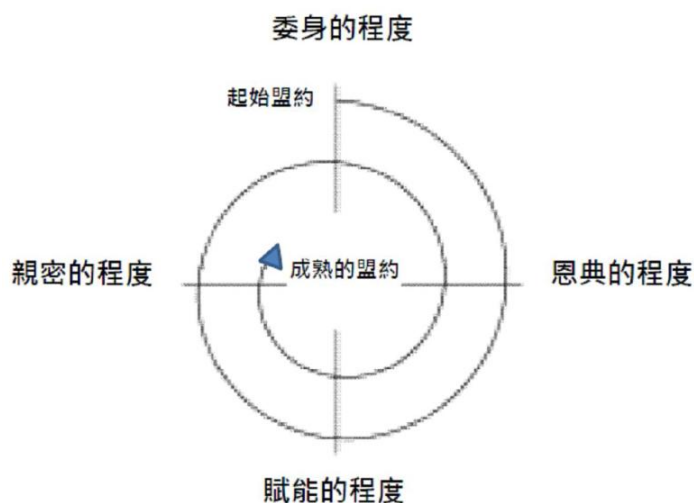 委身的程度
起始盟約
親密的程度
成熟的盟約
恩典的程度
賦能的程度